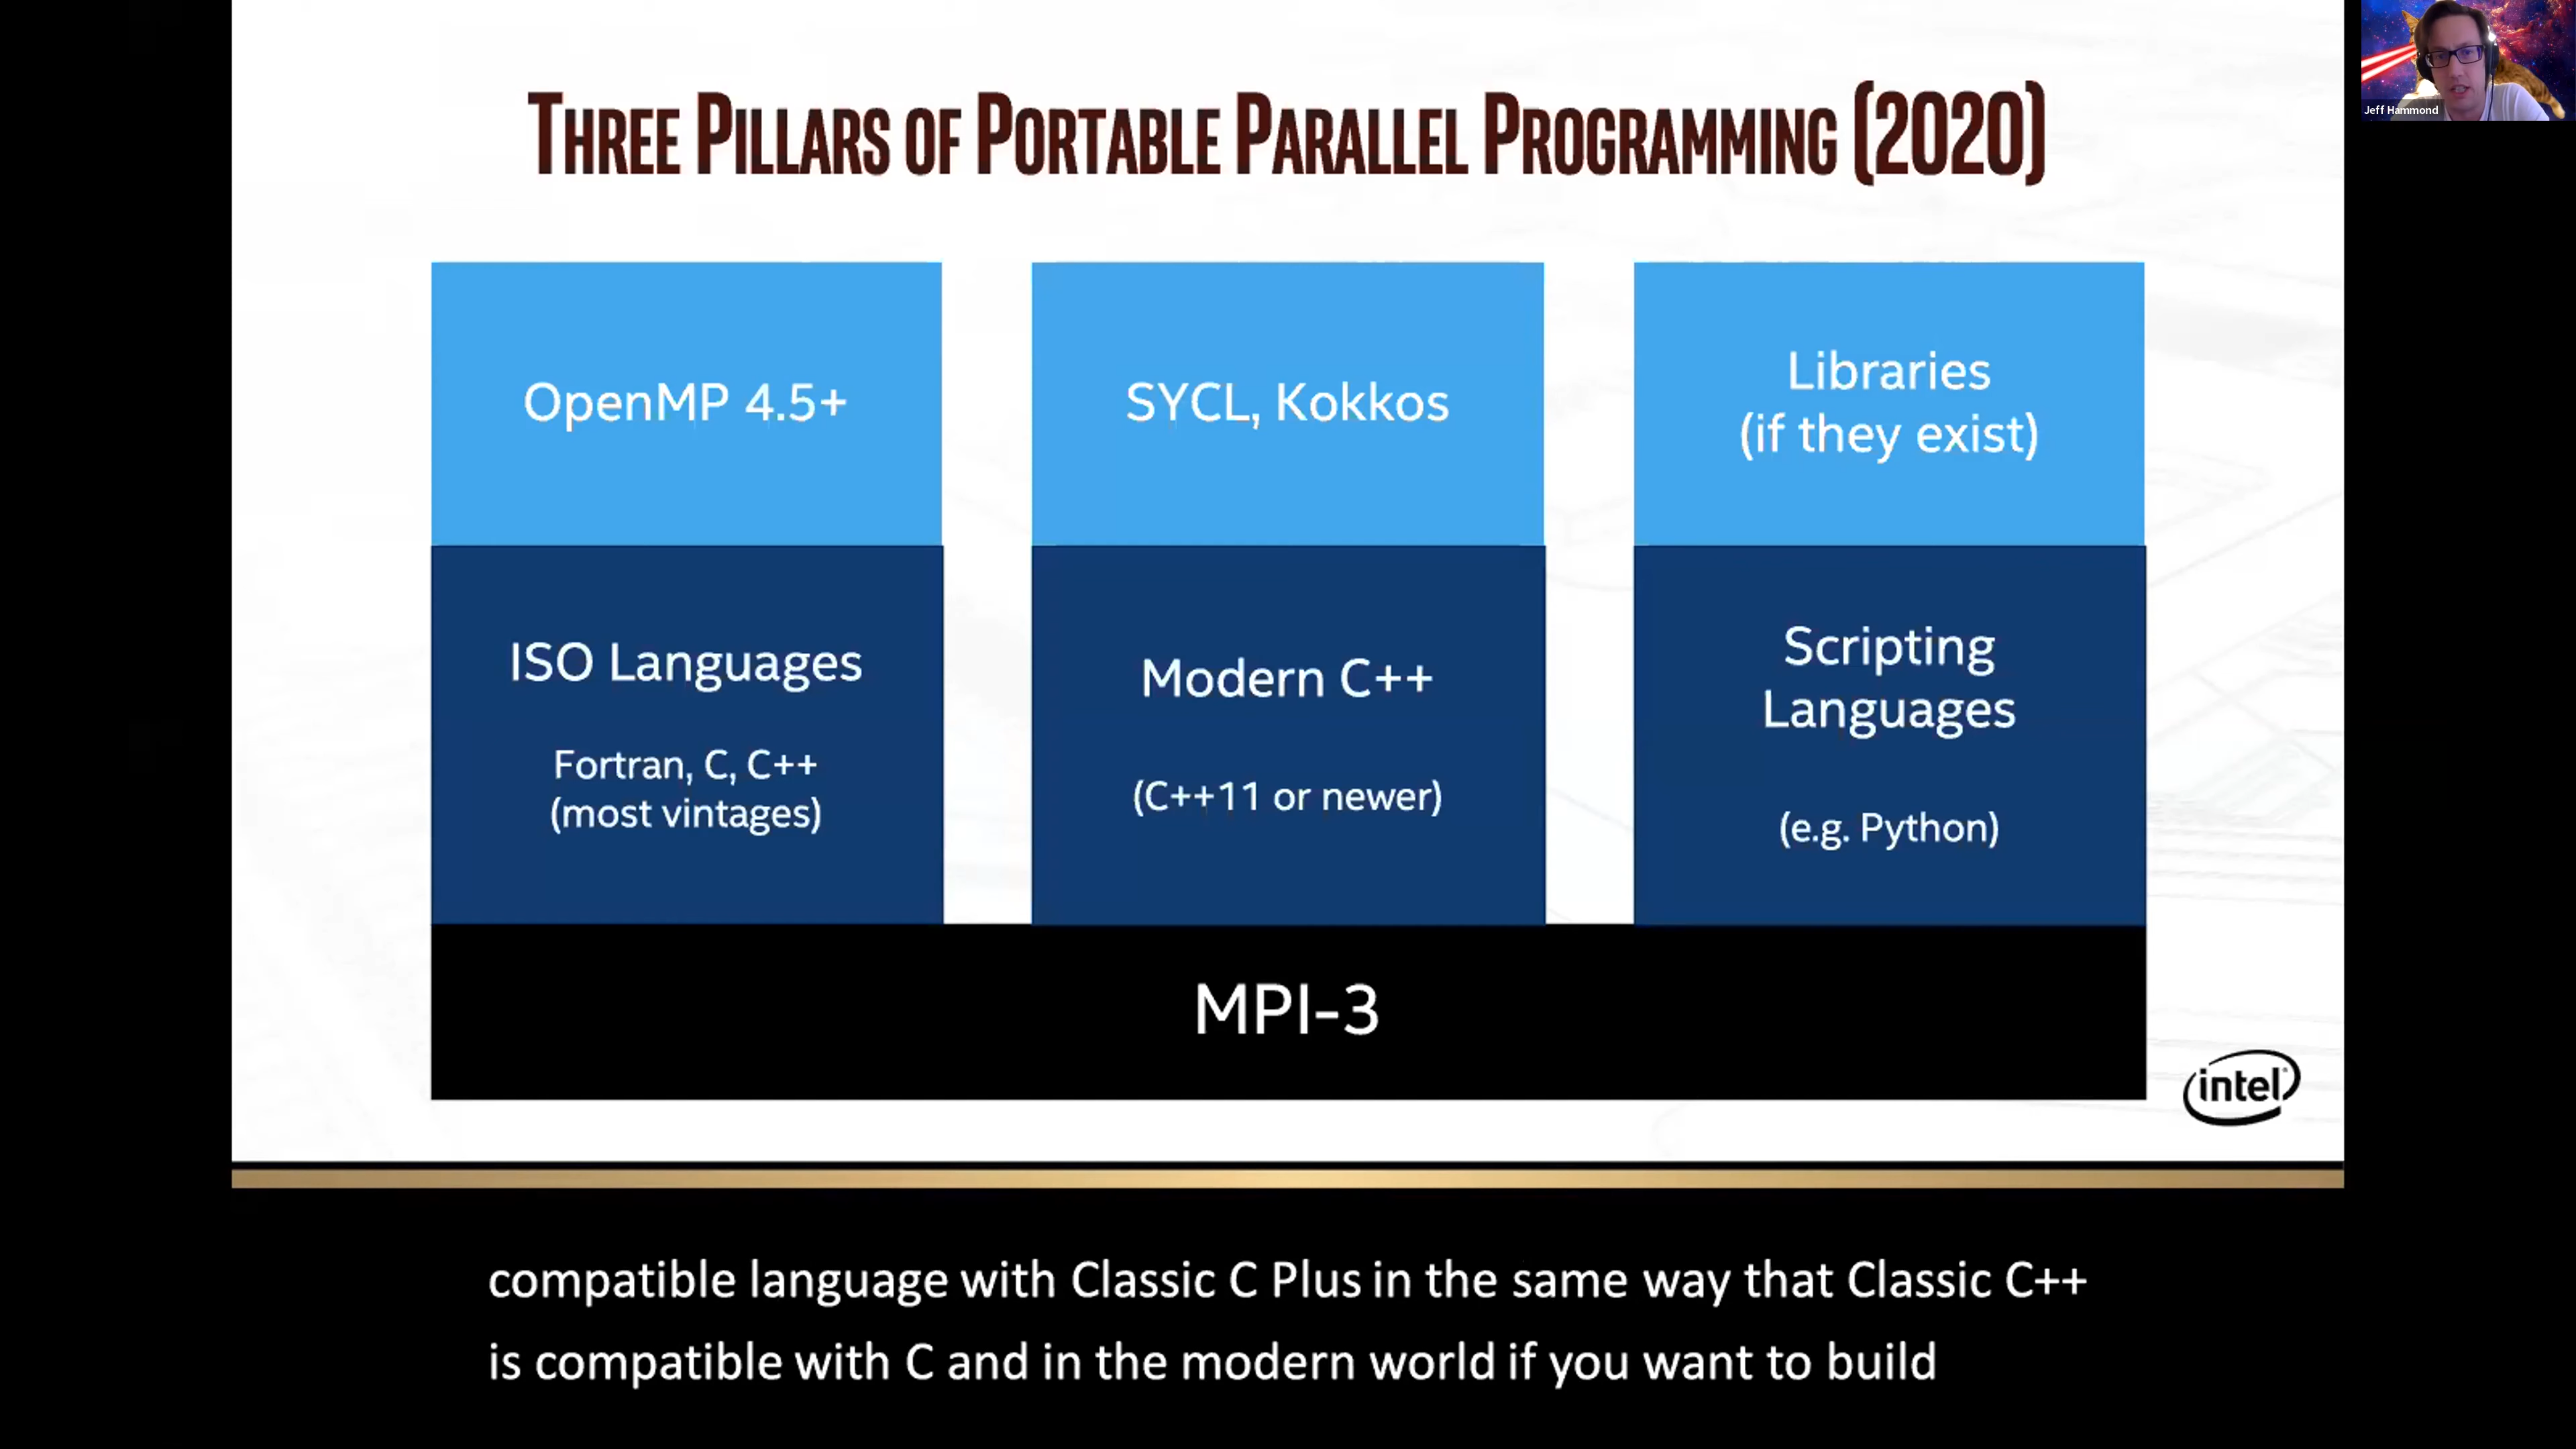 THREE PILLARS OF PORTABLE PARALLEL PROGRAMMING (2020)
Jeff Hammond
OpenMP 4.5+
SYCL, Kokkos
Libraries
(if they exist)
ISO Languages
Fortran, C, C++
(most vintages)
Modern C++
(C++11 or newer)
Scripting
Languages
(e.g. Python)
MPI-3
intel
compatible language with Classic C Plus in the same way that Classic C++
is compatible with C and in the modern world if you want to build